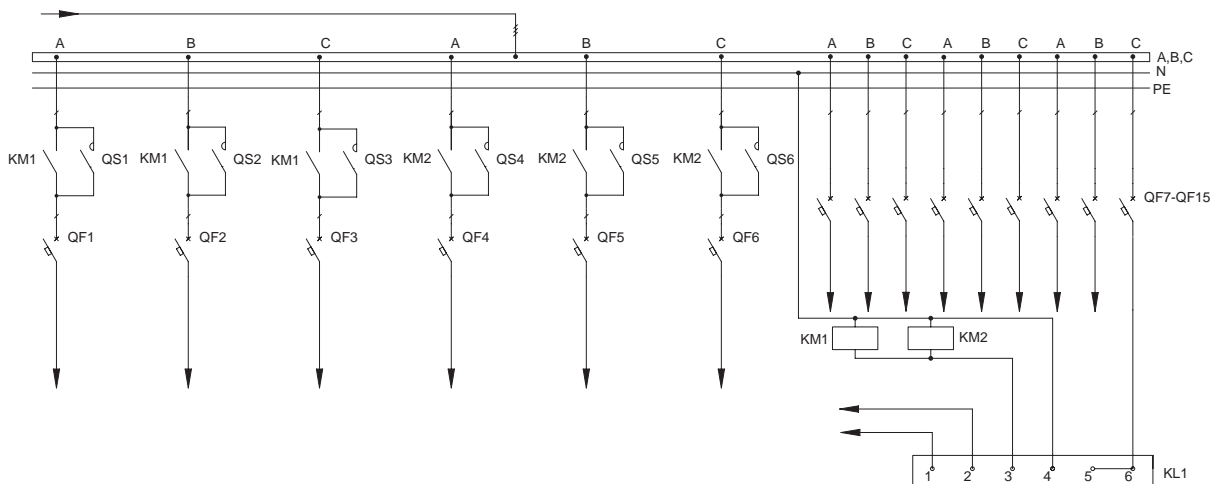 A B C A B C A B C A B C A B C
A,B,C
N
PE
KM1 QS1 KM1 QS2 KM1 QS3 KM2 QS4 KM2 QS5 KM2 QS6
QF7-QF15
QF1 QF2 QF3 QF4 QF5 QF6
KM1 KM2
1 2 3 4 5 6 KL1